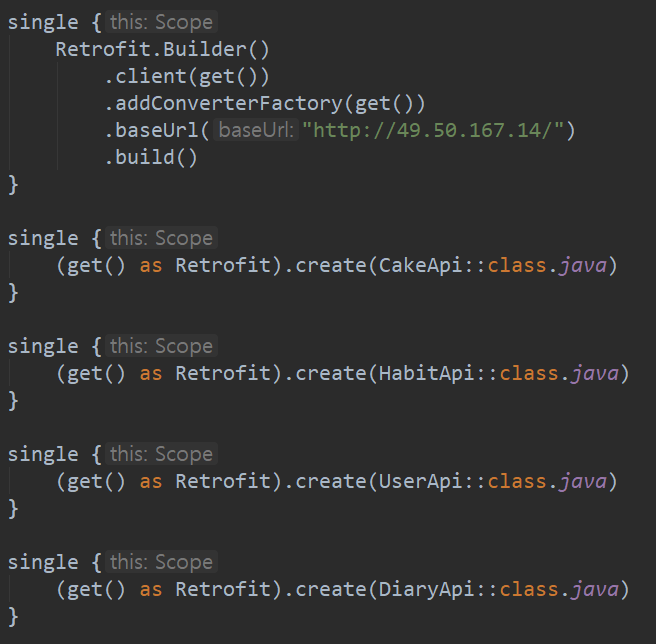 single { this: Scope
    Retrofit.Builder()
        .client(get())
        .addConverterFactory(get())
        .baseUrl( baseUrl: "http://49.50.167.14/")
        .build()
}
single { this: Scope
    (get() as Retrofit).create(CakeApi::class.java)
}
single { this: Scope
    (get() as Retrofit).create(HabitApi::class.java)
}
single { this: Scope
    (get() as Retrofit).create(UserApi::class.java)
}
single { this: Scope
    (get() as Retrofit).create(DiaryApi::class.java)
}